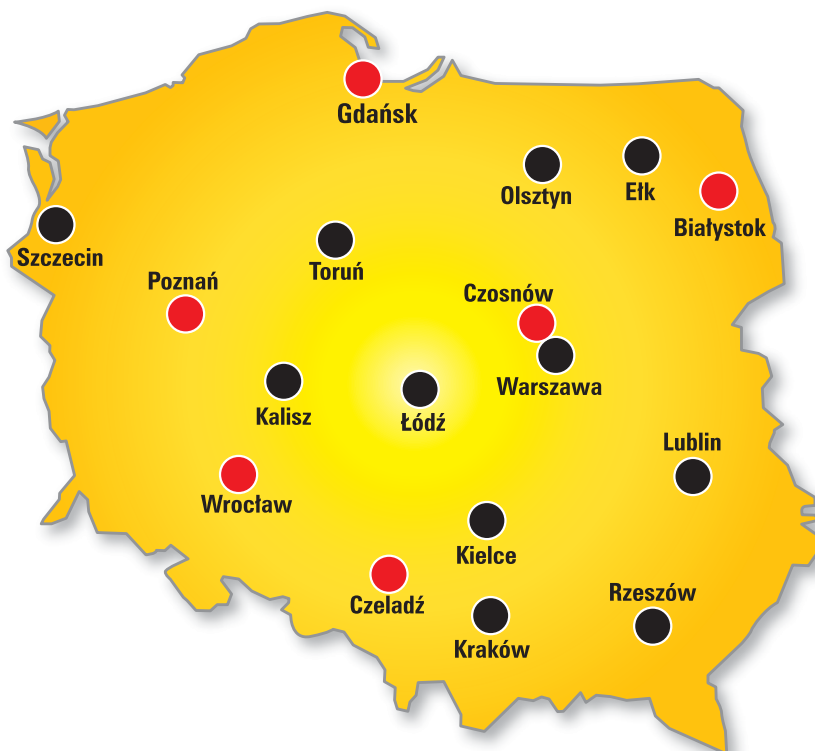 Gdańsk
Olsztyn
Ełk
Białystok
Szczecin
Toruń
Poznań
Czosnów
Warszawa
Kalisz
Łódź
Lublin
Wrocław
Kielce
Czeladź
Rzeszów
Kraków